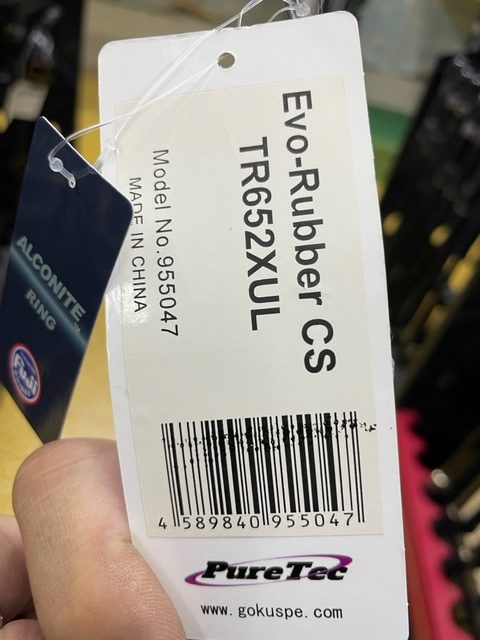 Evo-Rubber CS
TR652XUL
Model No.955047
MADE IN CHINA
4 589840 955047
PureTec
www.gokuspe.com
ALCONITE™
RING
Fuji